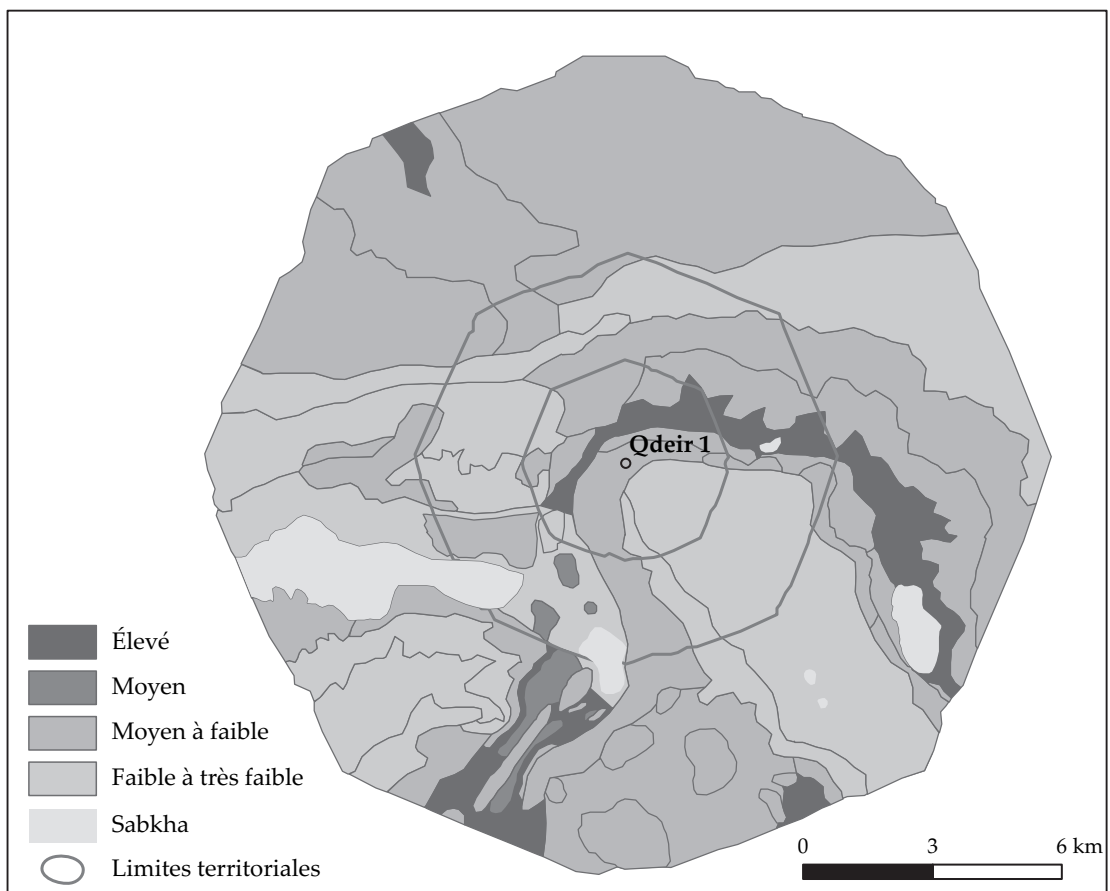 Qdeir 1
Élevé
Moyen
Moyen à faible
Faible à très faible
Sabkha
Limites territoriales
0 3 6 km